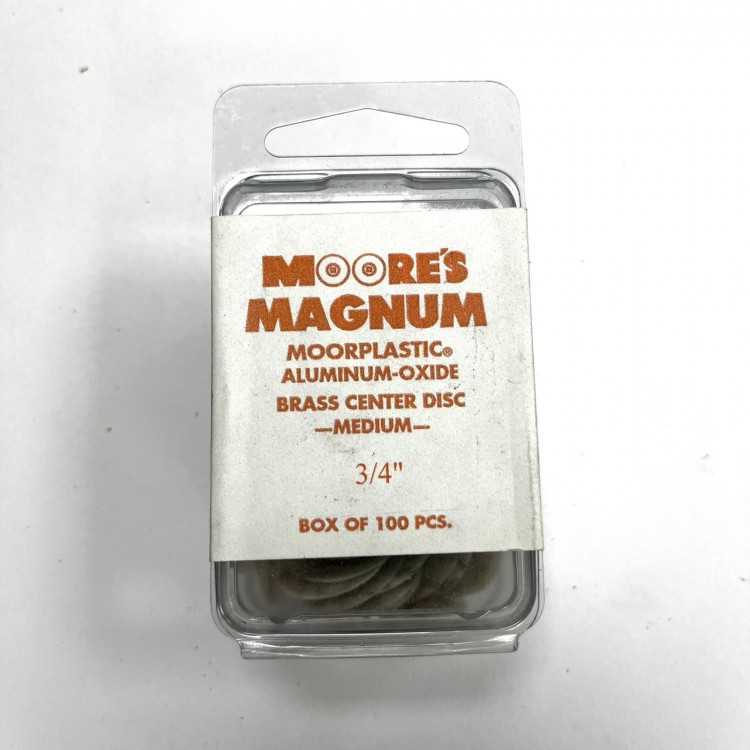 MOORE'S
MAGNUM
MOORPLASTIC®
ALUMINUM-OXIDE
BRASS CENTER DISC
—MEDIUM—
3/4"
BOX OF 100 PCS.